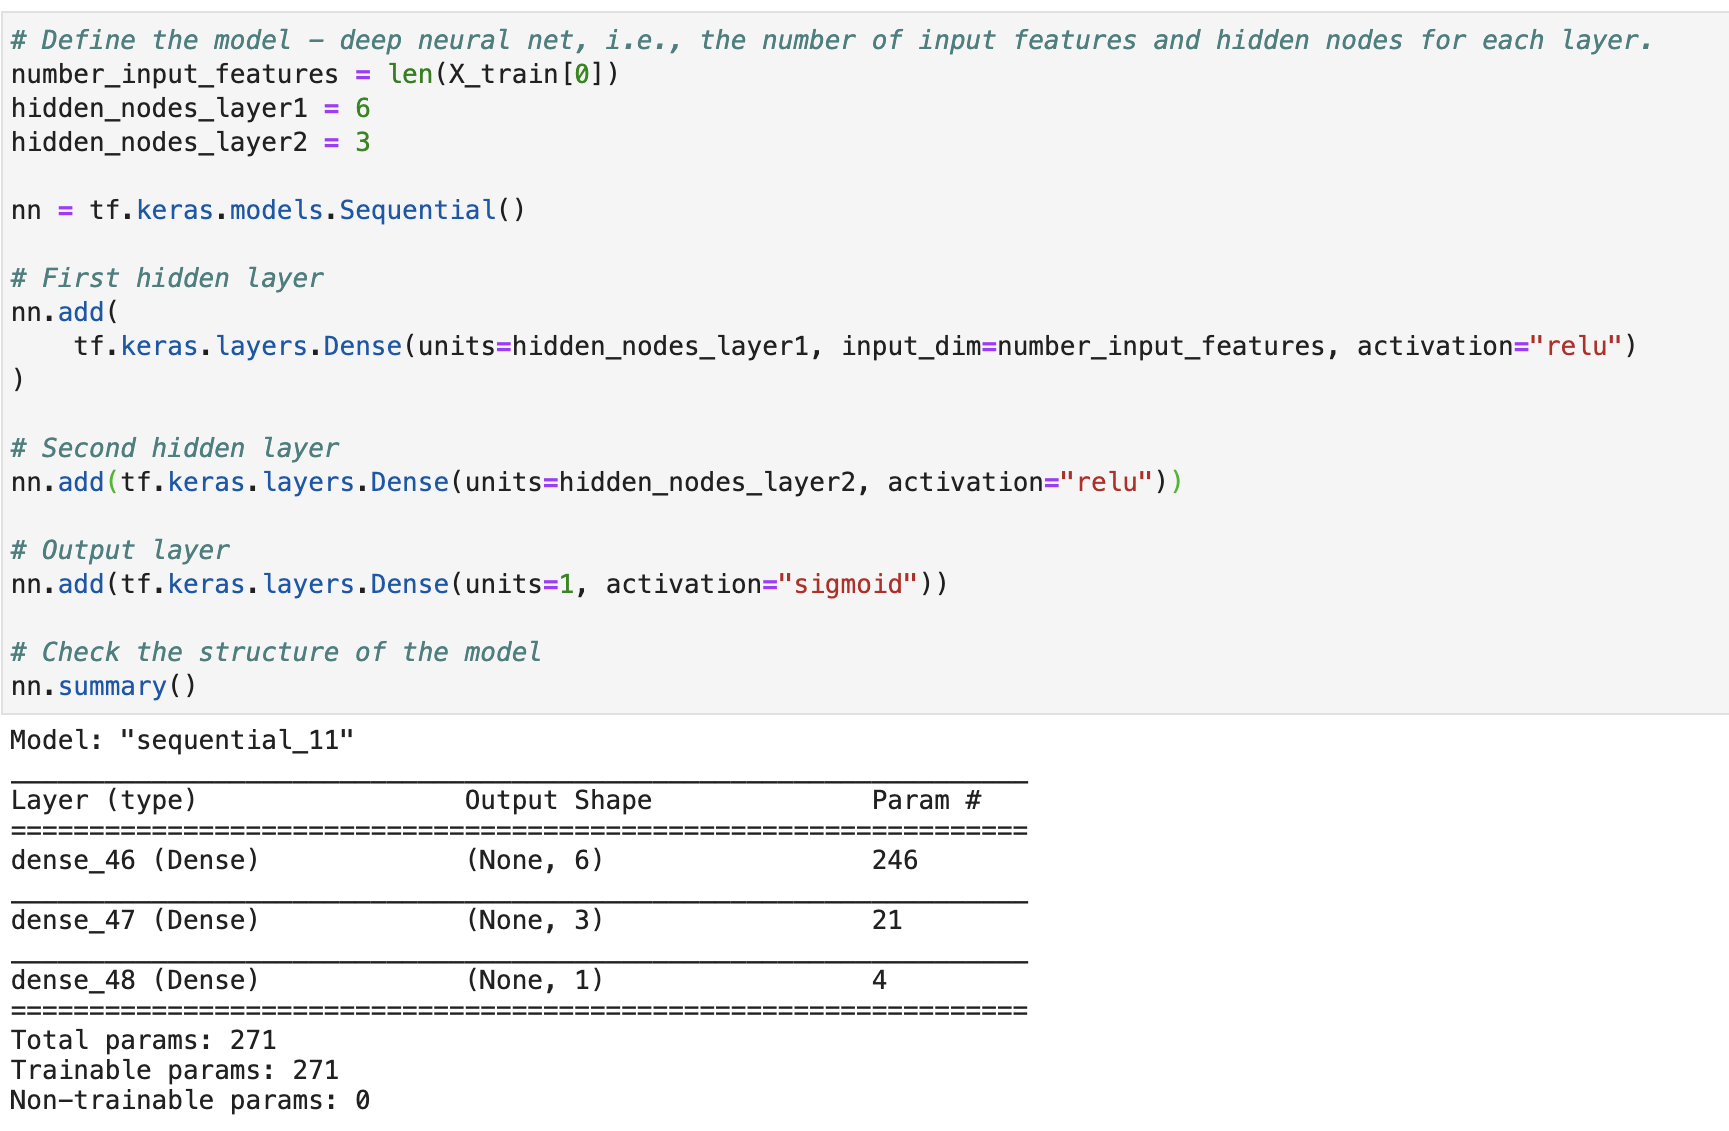 # Define the model – deep neural net, i.e., the number of input features and hidden nodes for each layer.
number_input_features = len(X_train[0])
hidden_nodes_layer1 = 6
hidden_nodes_layer2 = 3

nn = tf.keras.models.Sequential()

# First hidden layer
nn.add(
    tf.keras.layers.Dense(units=hidden_nodes_layer1, input_dim=number_input_features, activation="relu")
)

# Second hidden layer
nn.add(tf.keras.layers.Dense(units=hidden_nodes_layer2, activation="relu"))

# Output layer
nn.add(tf.keras.layers.Dense(units=1, activation="sigmoid"))

# Check the structure of the model
nn.summary()
Model: "sequential_11"
_________________________________________________________________
Layer (type)                 Output Shape              Param #
=================================================================
dense_46 (Dense)             (None, 6)                 246
_________________________________________________________________
dense_47 (Dense)             (None, 3)                 21
_________________________________________________________________
dense_48 (Dense)             (None, 1)                 4
=================================================================
Total params: 271
Trainable params: 271
Non-trainable params: 0